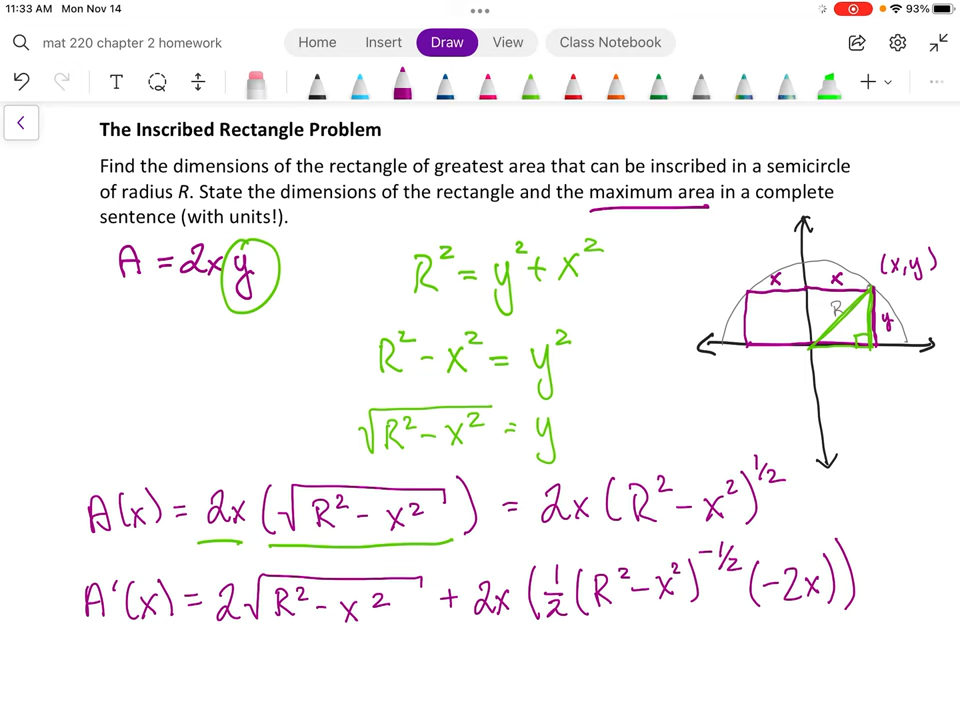 11:33 AM Mon Nov 14
93%
mat 220 chapter 2 homework
Home Insert Draw View Class Notebook
T
The Inscribed Rectangle Problem
Find the dimensions of the rectangle of greatest area that can be inscribed in a semicircle
of radius R. State the dimensions of the rectangle and the maximum area in a complete
sentence (with units!).
A = 2xy
R² = y² + x²
R² - x² = y²
√(R² - x²) = y
(x,y)
x x
R
y
A(x) = 2x (√(R² - x²)) = 2x (R² - x²)^1/2
A'(x) = 2√(R² - x²) + 2x (1/2 (R² - x²)^-1/2 (-2x))